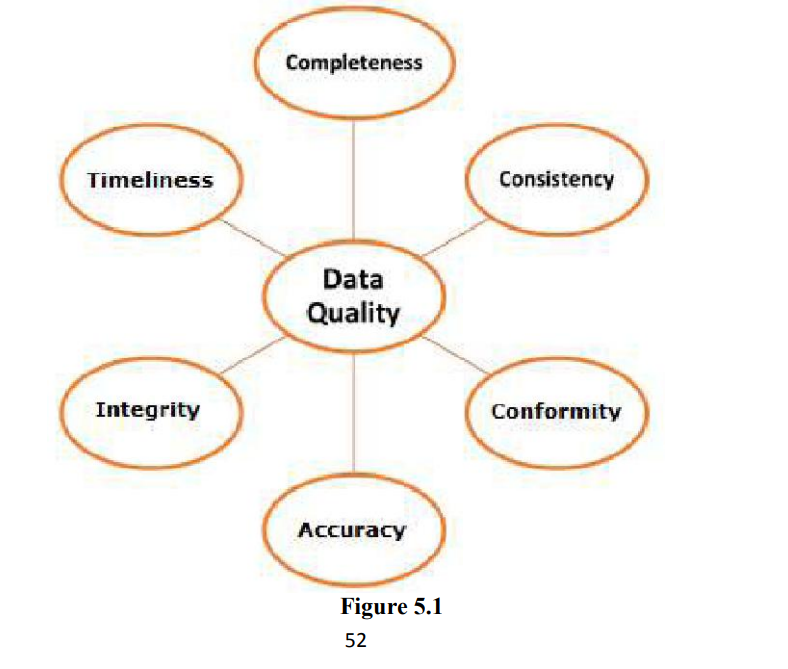 Completeness
Timeliness
Consistency
Data
Quality
Integrity
Conformity
Accuracy
Figure 5.1
52